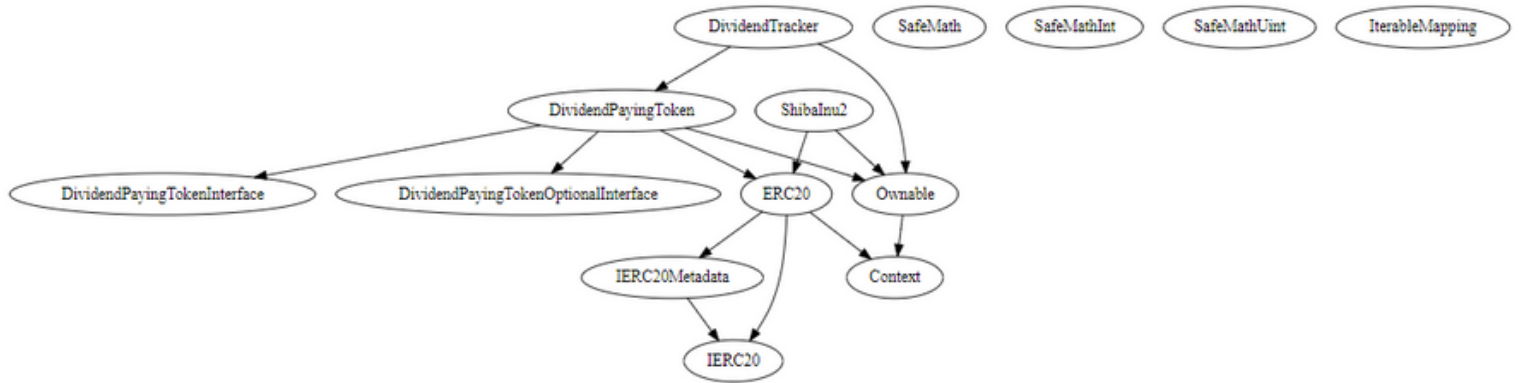 DividendTracker
SafeMath
SafeMathInt
SafeMathUint
IterableMapping
DividendPayingToken
ShibaInu2
DividendPayingTokenInterface
DividendPayingTokenOptionalInterface
ERC20
Ownable
IERC20Metadata
Context
IERC20